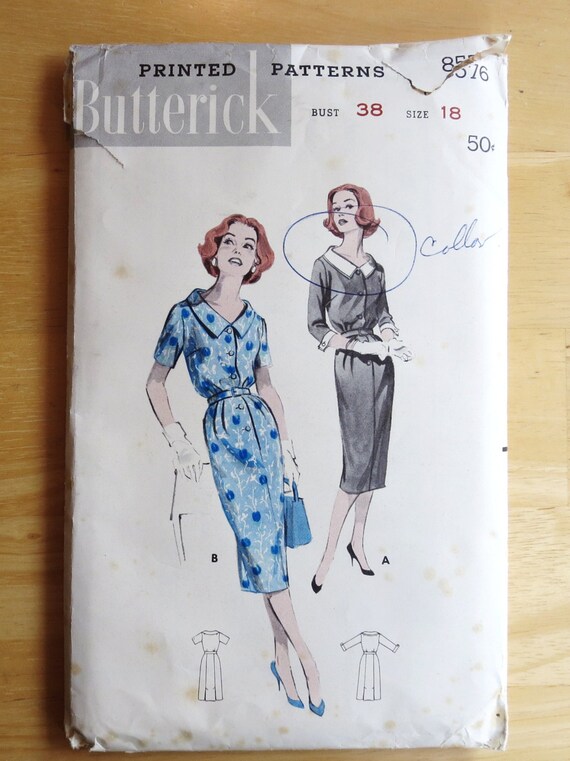 PRINTED PATTERNS
Butterick
BUST 38 SIZE 18
50¢
Collar
B
A